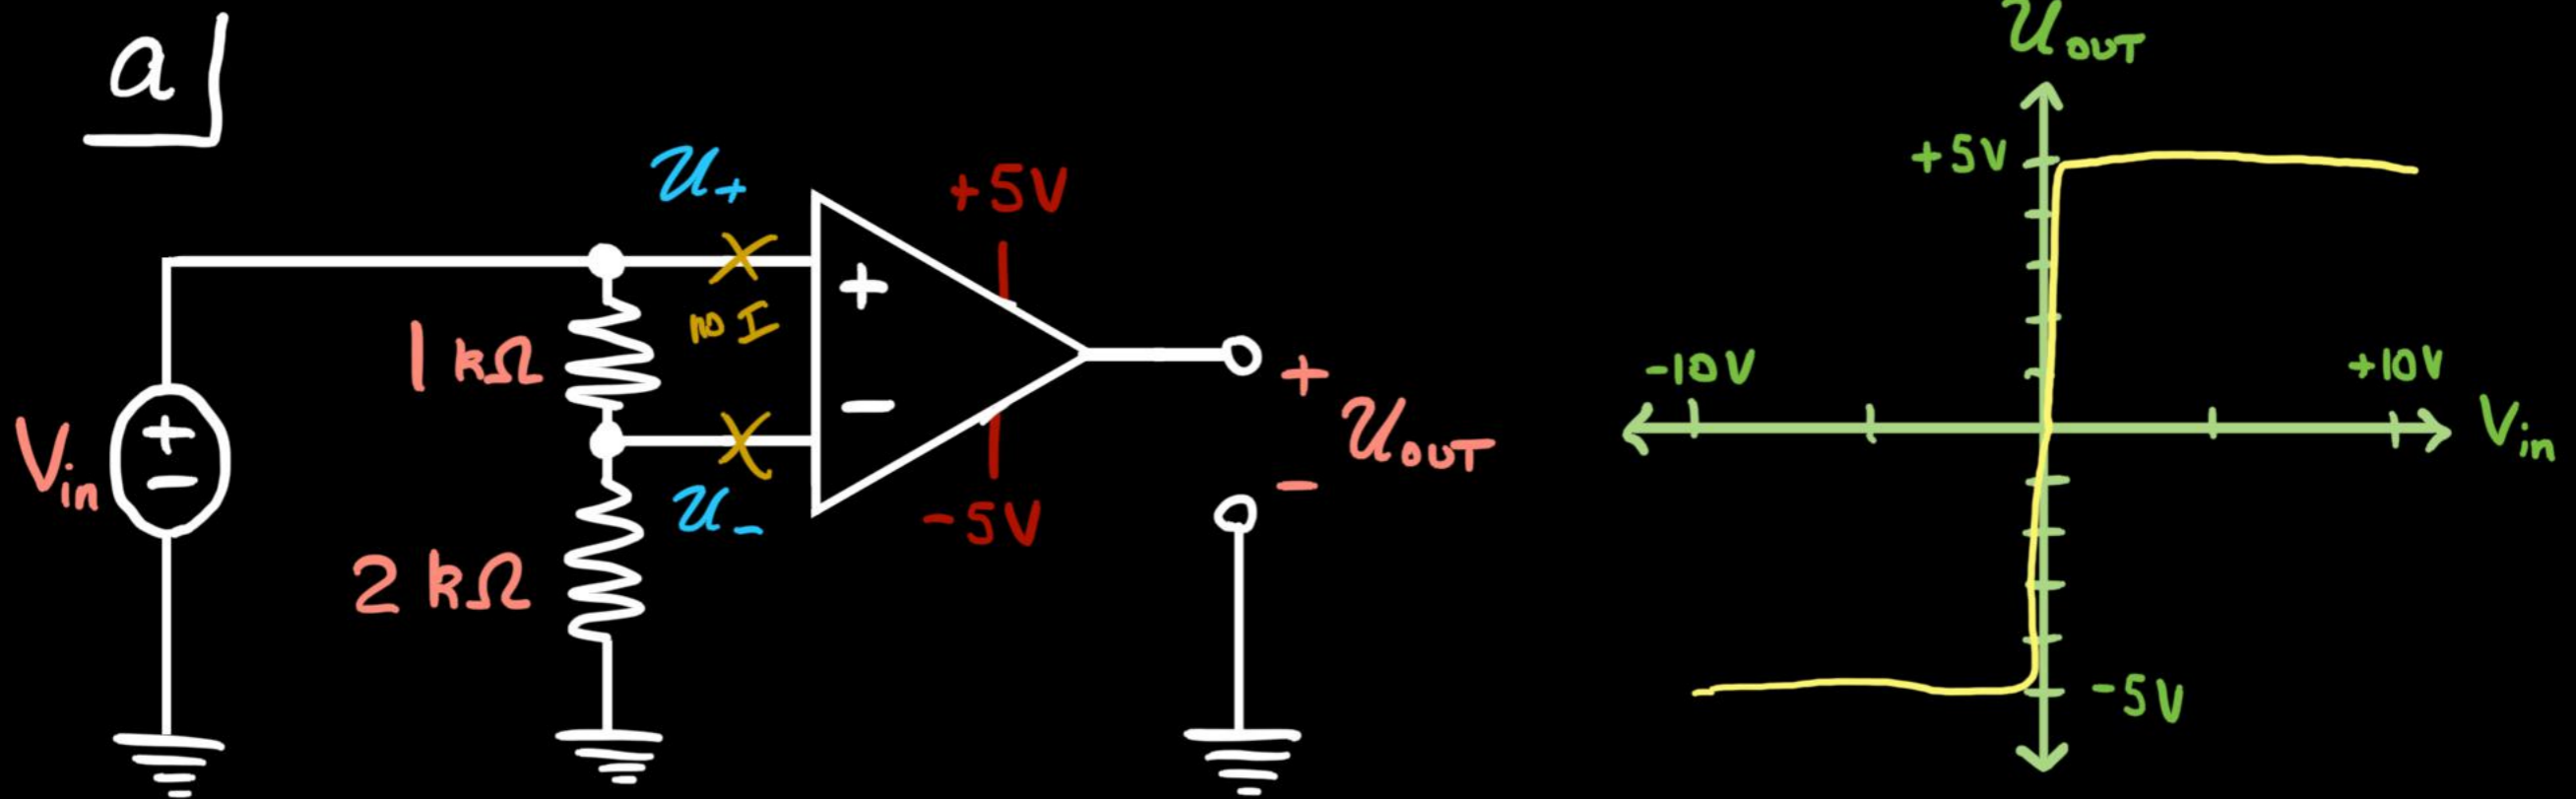 a
u+
+5V
+
no I
1 kΩ
Vin
+
-
-
u-
-5V
2 kΩ
+
uOUT
-
uOUT
+5V
-10V
+10V
Vin
-5V